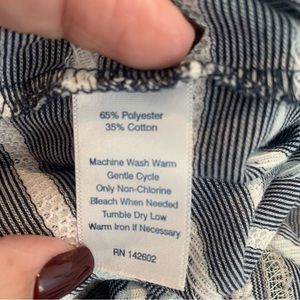 65% Polyester
35% Cotton
Machine Wash Warm
Gentle Cycle
Only Non-Chlorine
Bleach When Needed
Tumble Dry Low
Warm Iron If Necessary
RN 142602